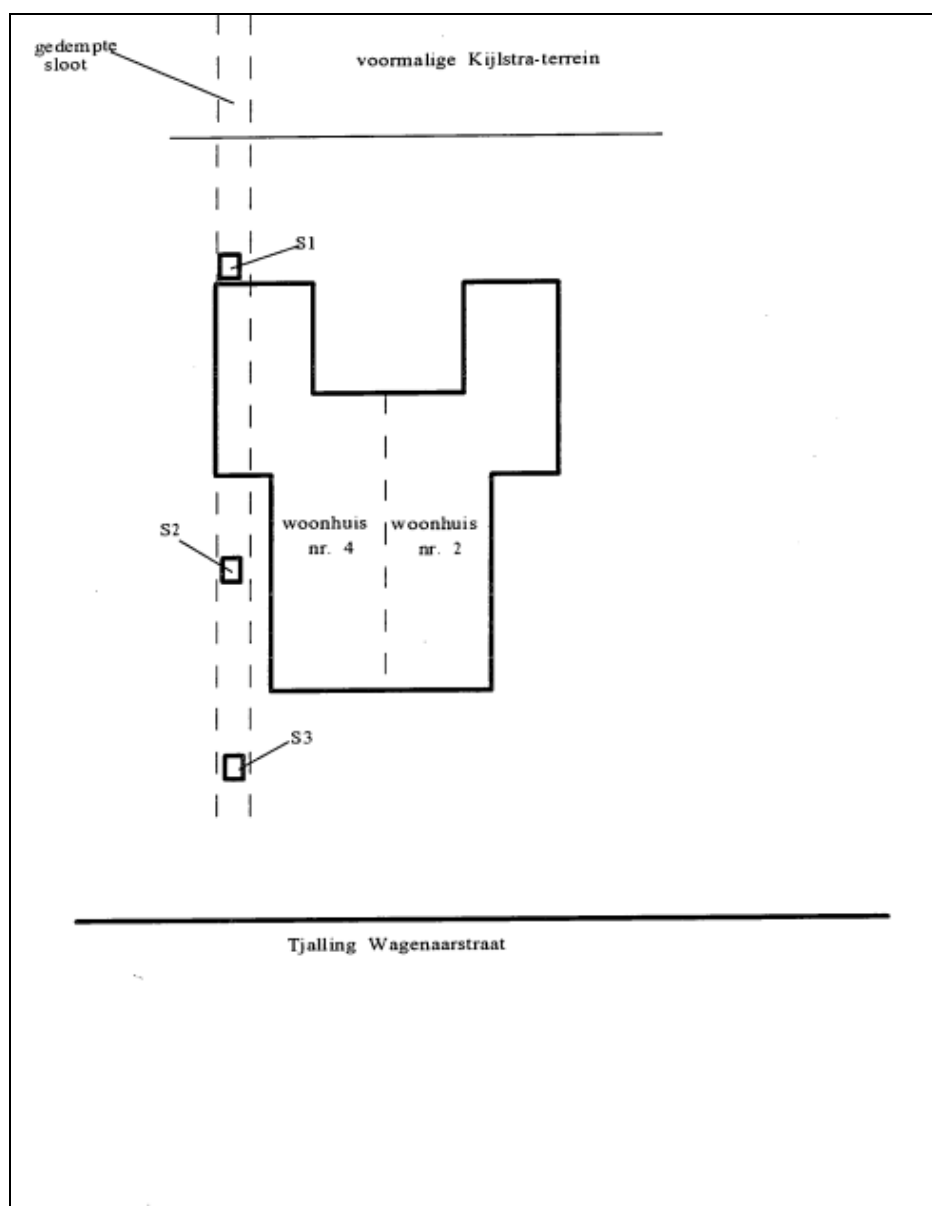 gedempte
sloot
voormalige Kijlstra-terrein
S1
S2
woonhuis
nr. 4
woonhuis
nr. 2
S3
Tjalling Wagenaarstraat